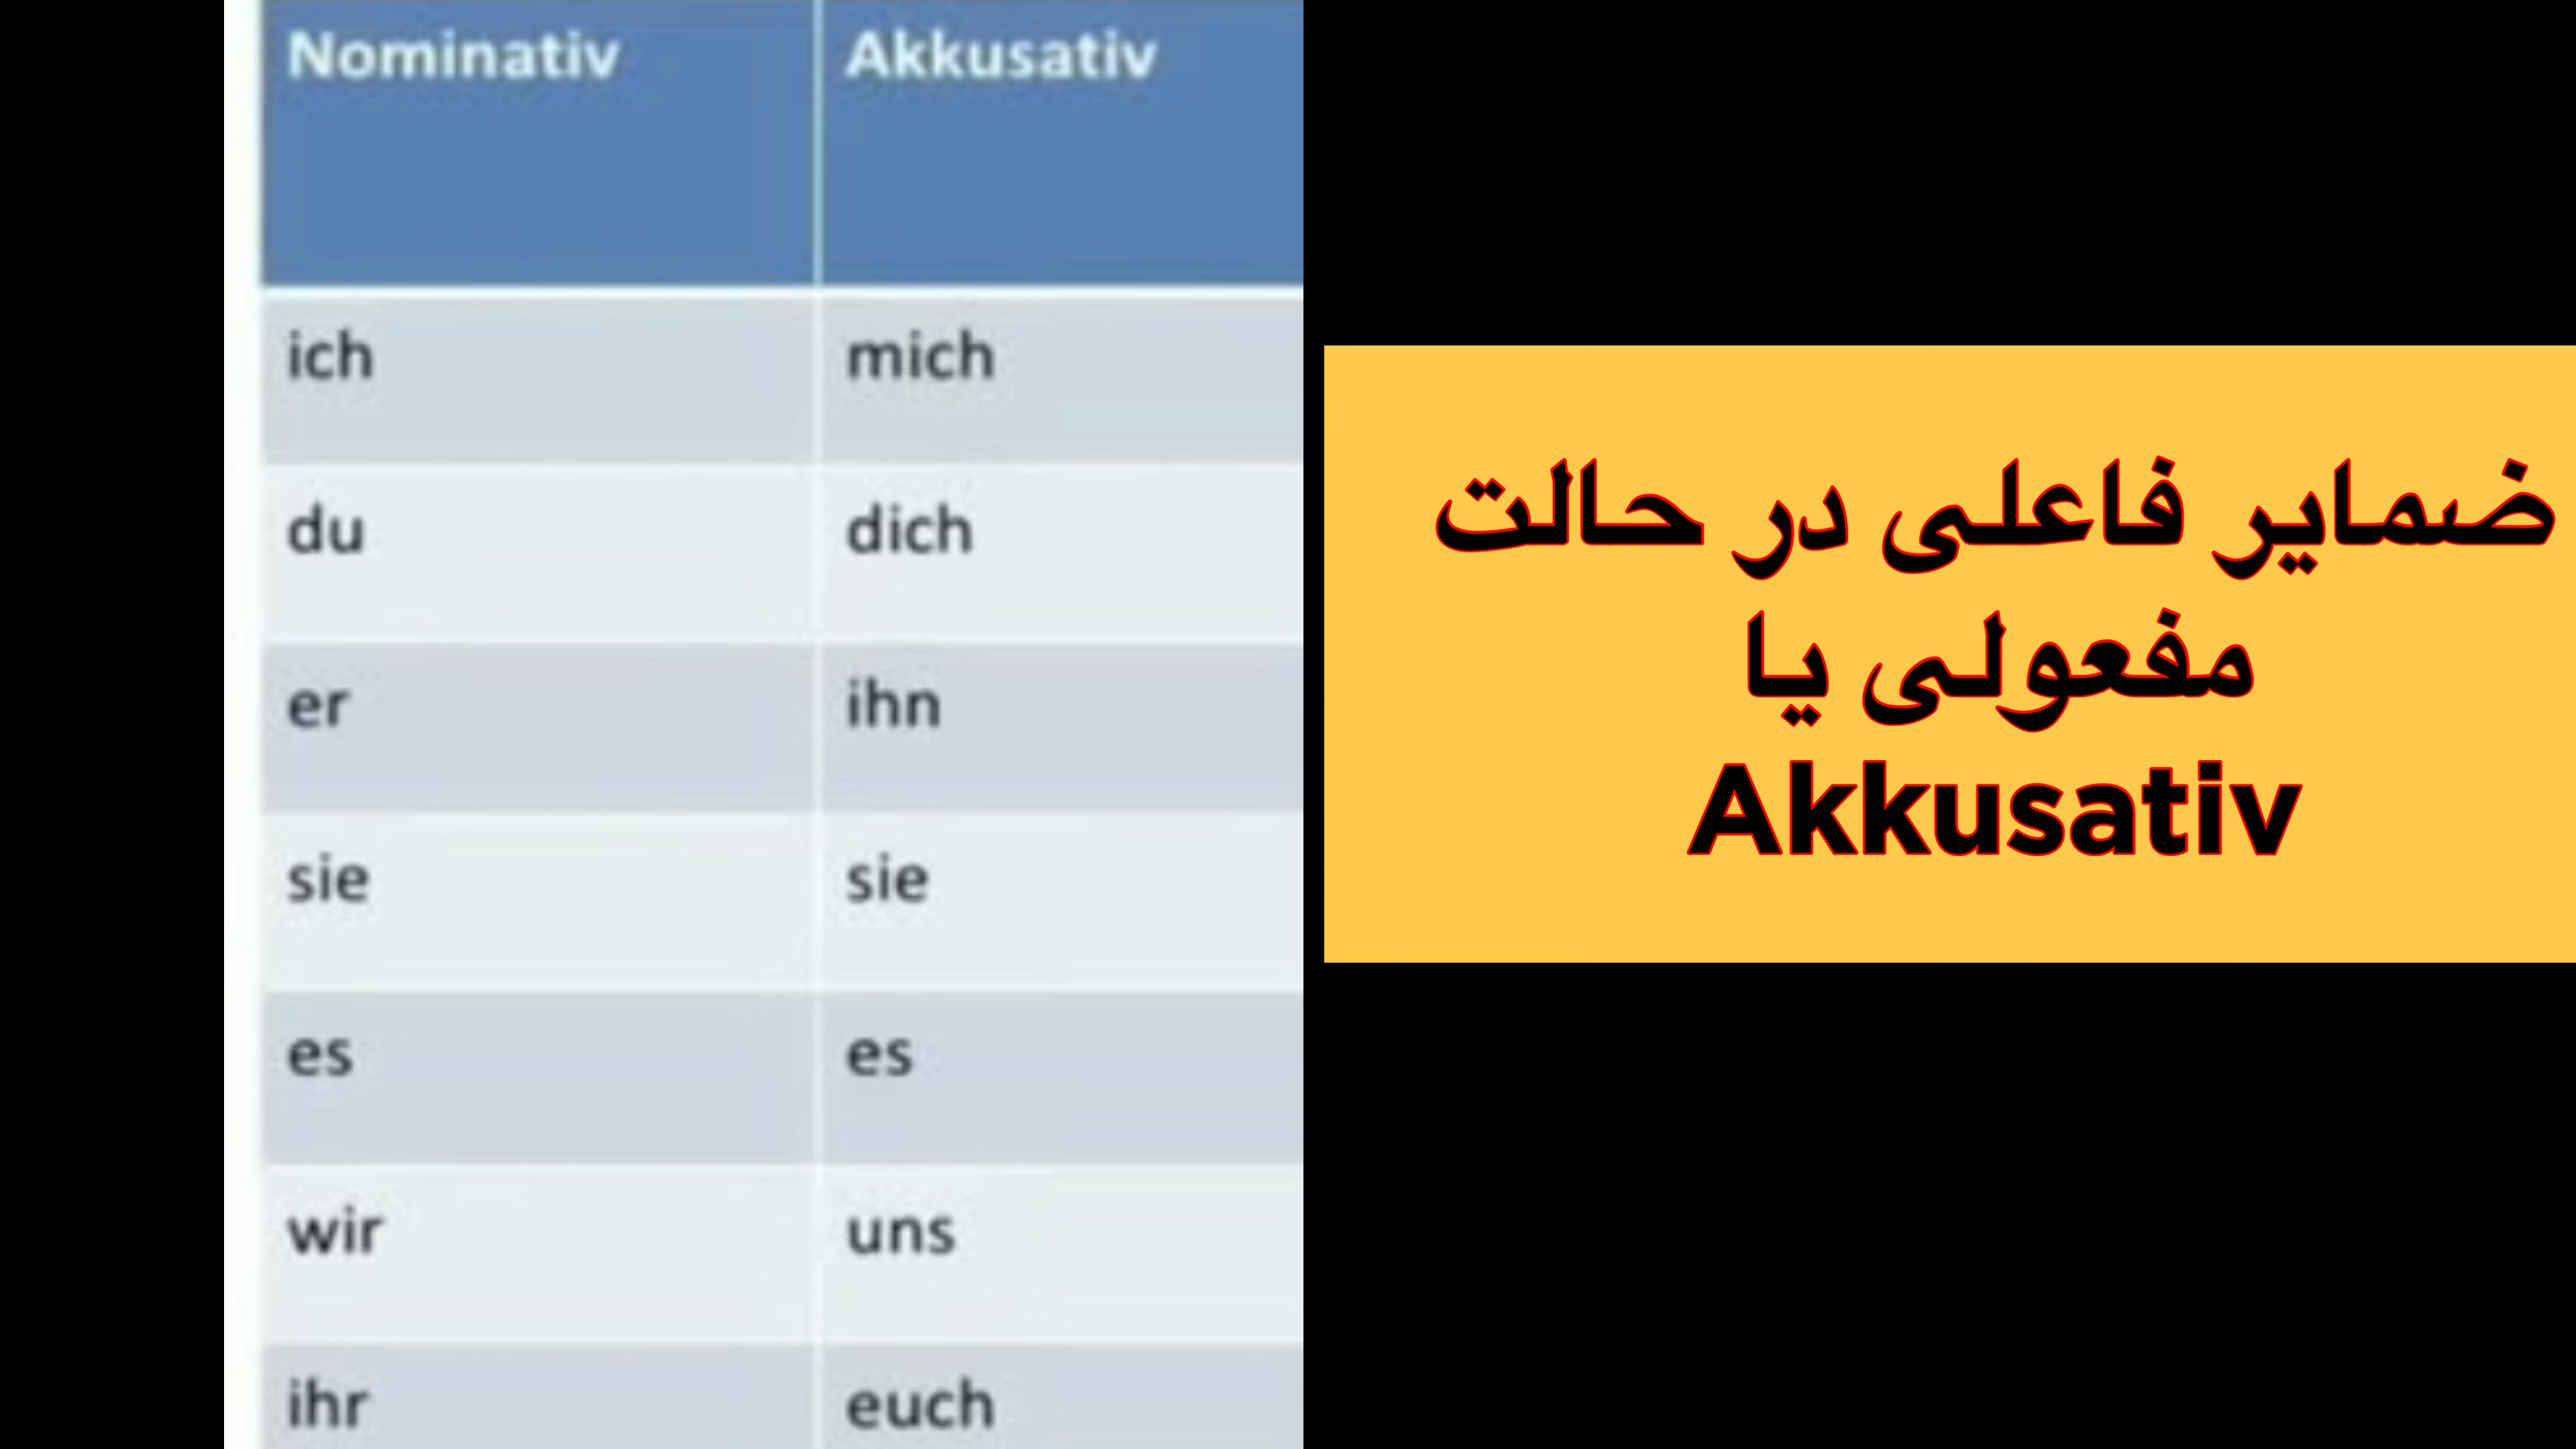 Nominativ Akkusativ
ich mich
du dich
er ihn
sie sie
es es
wir uns
ihr euch
ضمایر فاعلی در حالت
مفعولی یا
Akkusativ